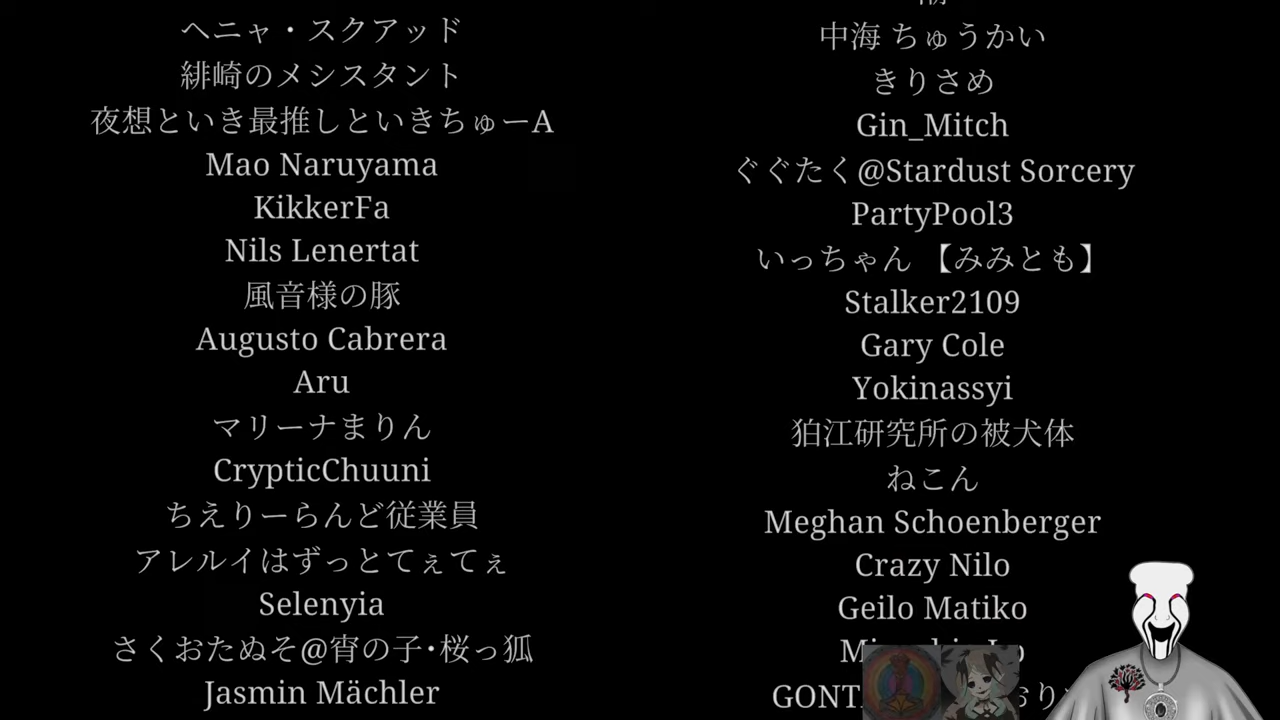 ヘニャ・スクアッド
緋崎のメシスタント
夜想といき最推しといきちゅーA
Mao Naruyama
KikkerFa
Nils Lenertat
風音様の豚
Augusto Cabrera
Aru
マリーナまりん
CrypticChuuni
ちえりーらんど従業員
アレルイはずっとてぇてぇ
Selenyia
さくおたぬそ@宵の子･桜っ狐
Jasmin Mächler
中海 ちゅうかい
きりさめ
Gin_Mitch
ぐぐたく@Stardust Sorcery
PartyPool3
いっちゃん 【みみとも】
Stalker2109
Gary Cole
Yokinassyi
狛江研究所の被犬体
ねこん
Meghan Schoenberger
Crazy Nilo
Geilo Matiko